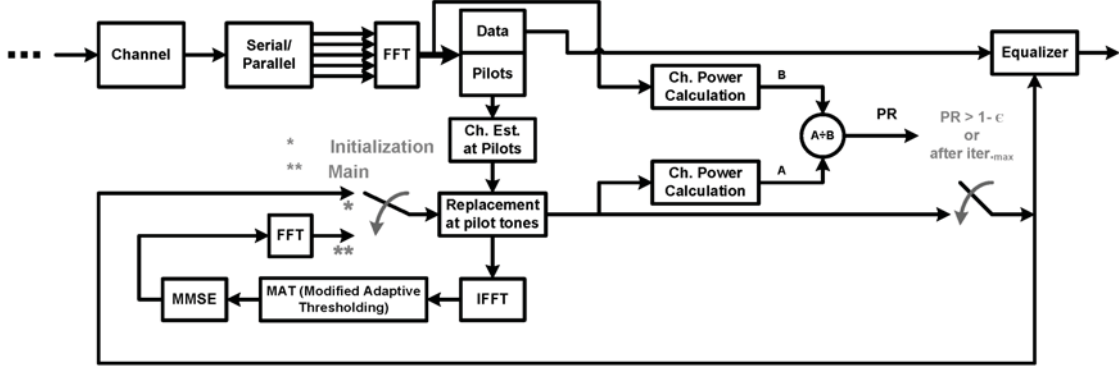 Channel
Serial/
Parallel
FFT
Data
Pilots
Equalizer
Ch. Power
Calculation
B
A÷B
PR
PR > 1- ϵ
or
after iter.max
Ch. Est.
at Pilots
* Initialization
** Main
Ch. Power
Calculation
A
*
Replacement
at pilot tones
FFT
**
MMSE
MAT (Modified Adaptive
Thresholding)
IFFT